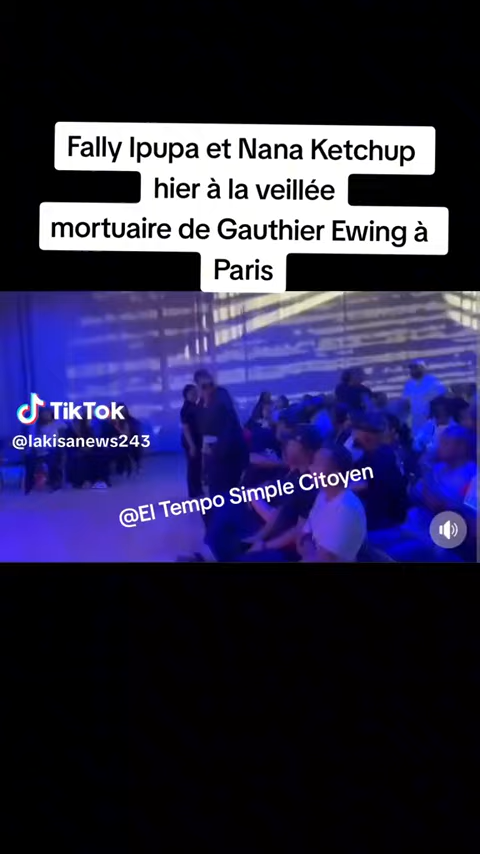 Fally Ipupa et Nana Ketchup
hier à la veillée
mortuaire de Gauthier Ewing à
Paris
TikTok
@lakisanews243
@El Tempo Simple Citoyen